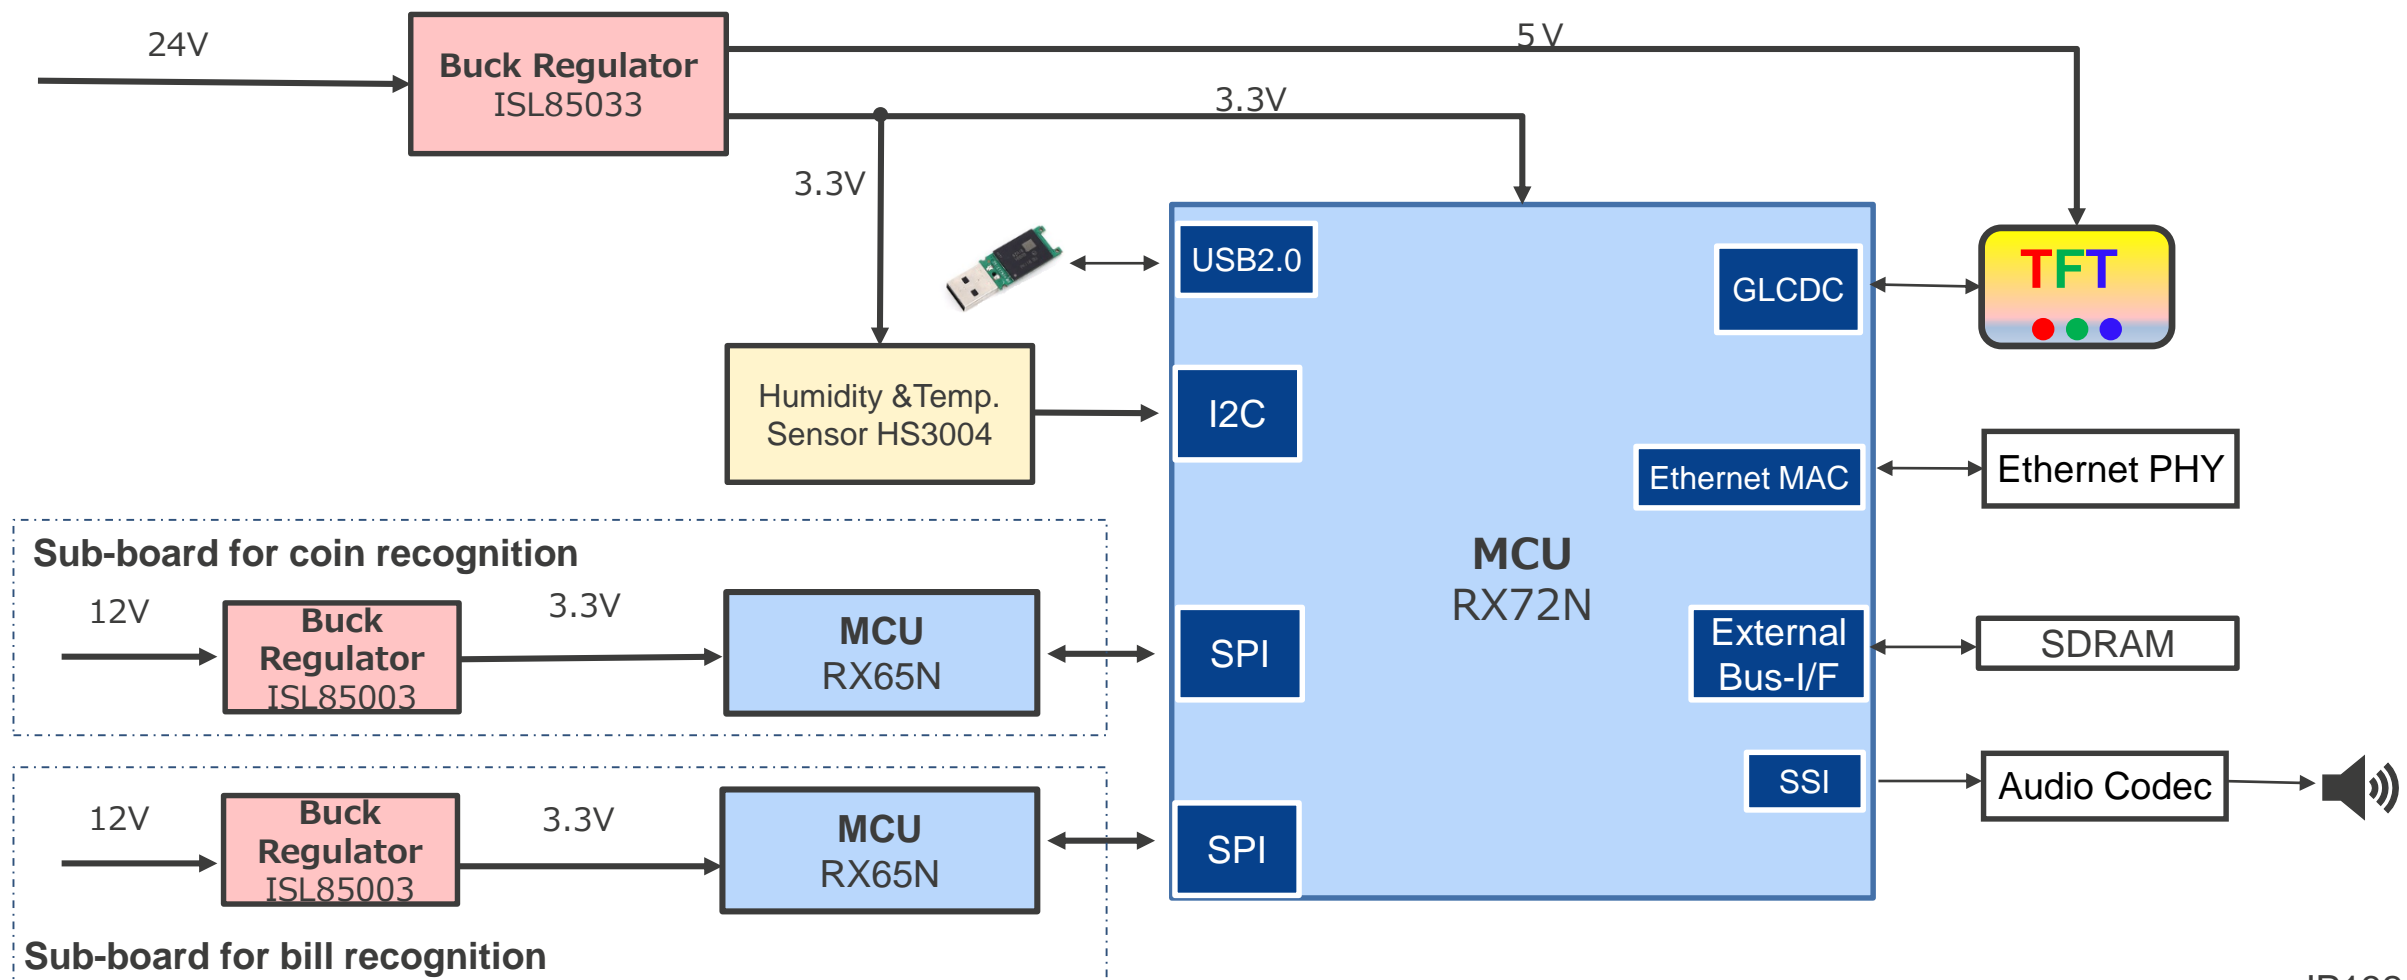 24V
Buck Regulator
ISL85033
5 V
3.3V
3.3V
USB2.0
GLCDC
TFT
Humidity &Temp.
Sensor HS3004
I2C
Ethernet MAC
Ethernet PHY
MCU
RX72N
Sub-board for coin recognition
12V
Buck
Regulator
ISL85003
3.3V
MCU
RX65N
SPI
External
Bus-I/F
SDRAM
SSI
Audio Codec
12V
Buck
Regulator
ISL85003
3.3V
MCU
RX65N
SPI
Sub-board for bill recognition